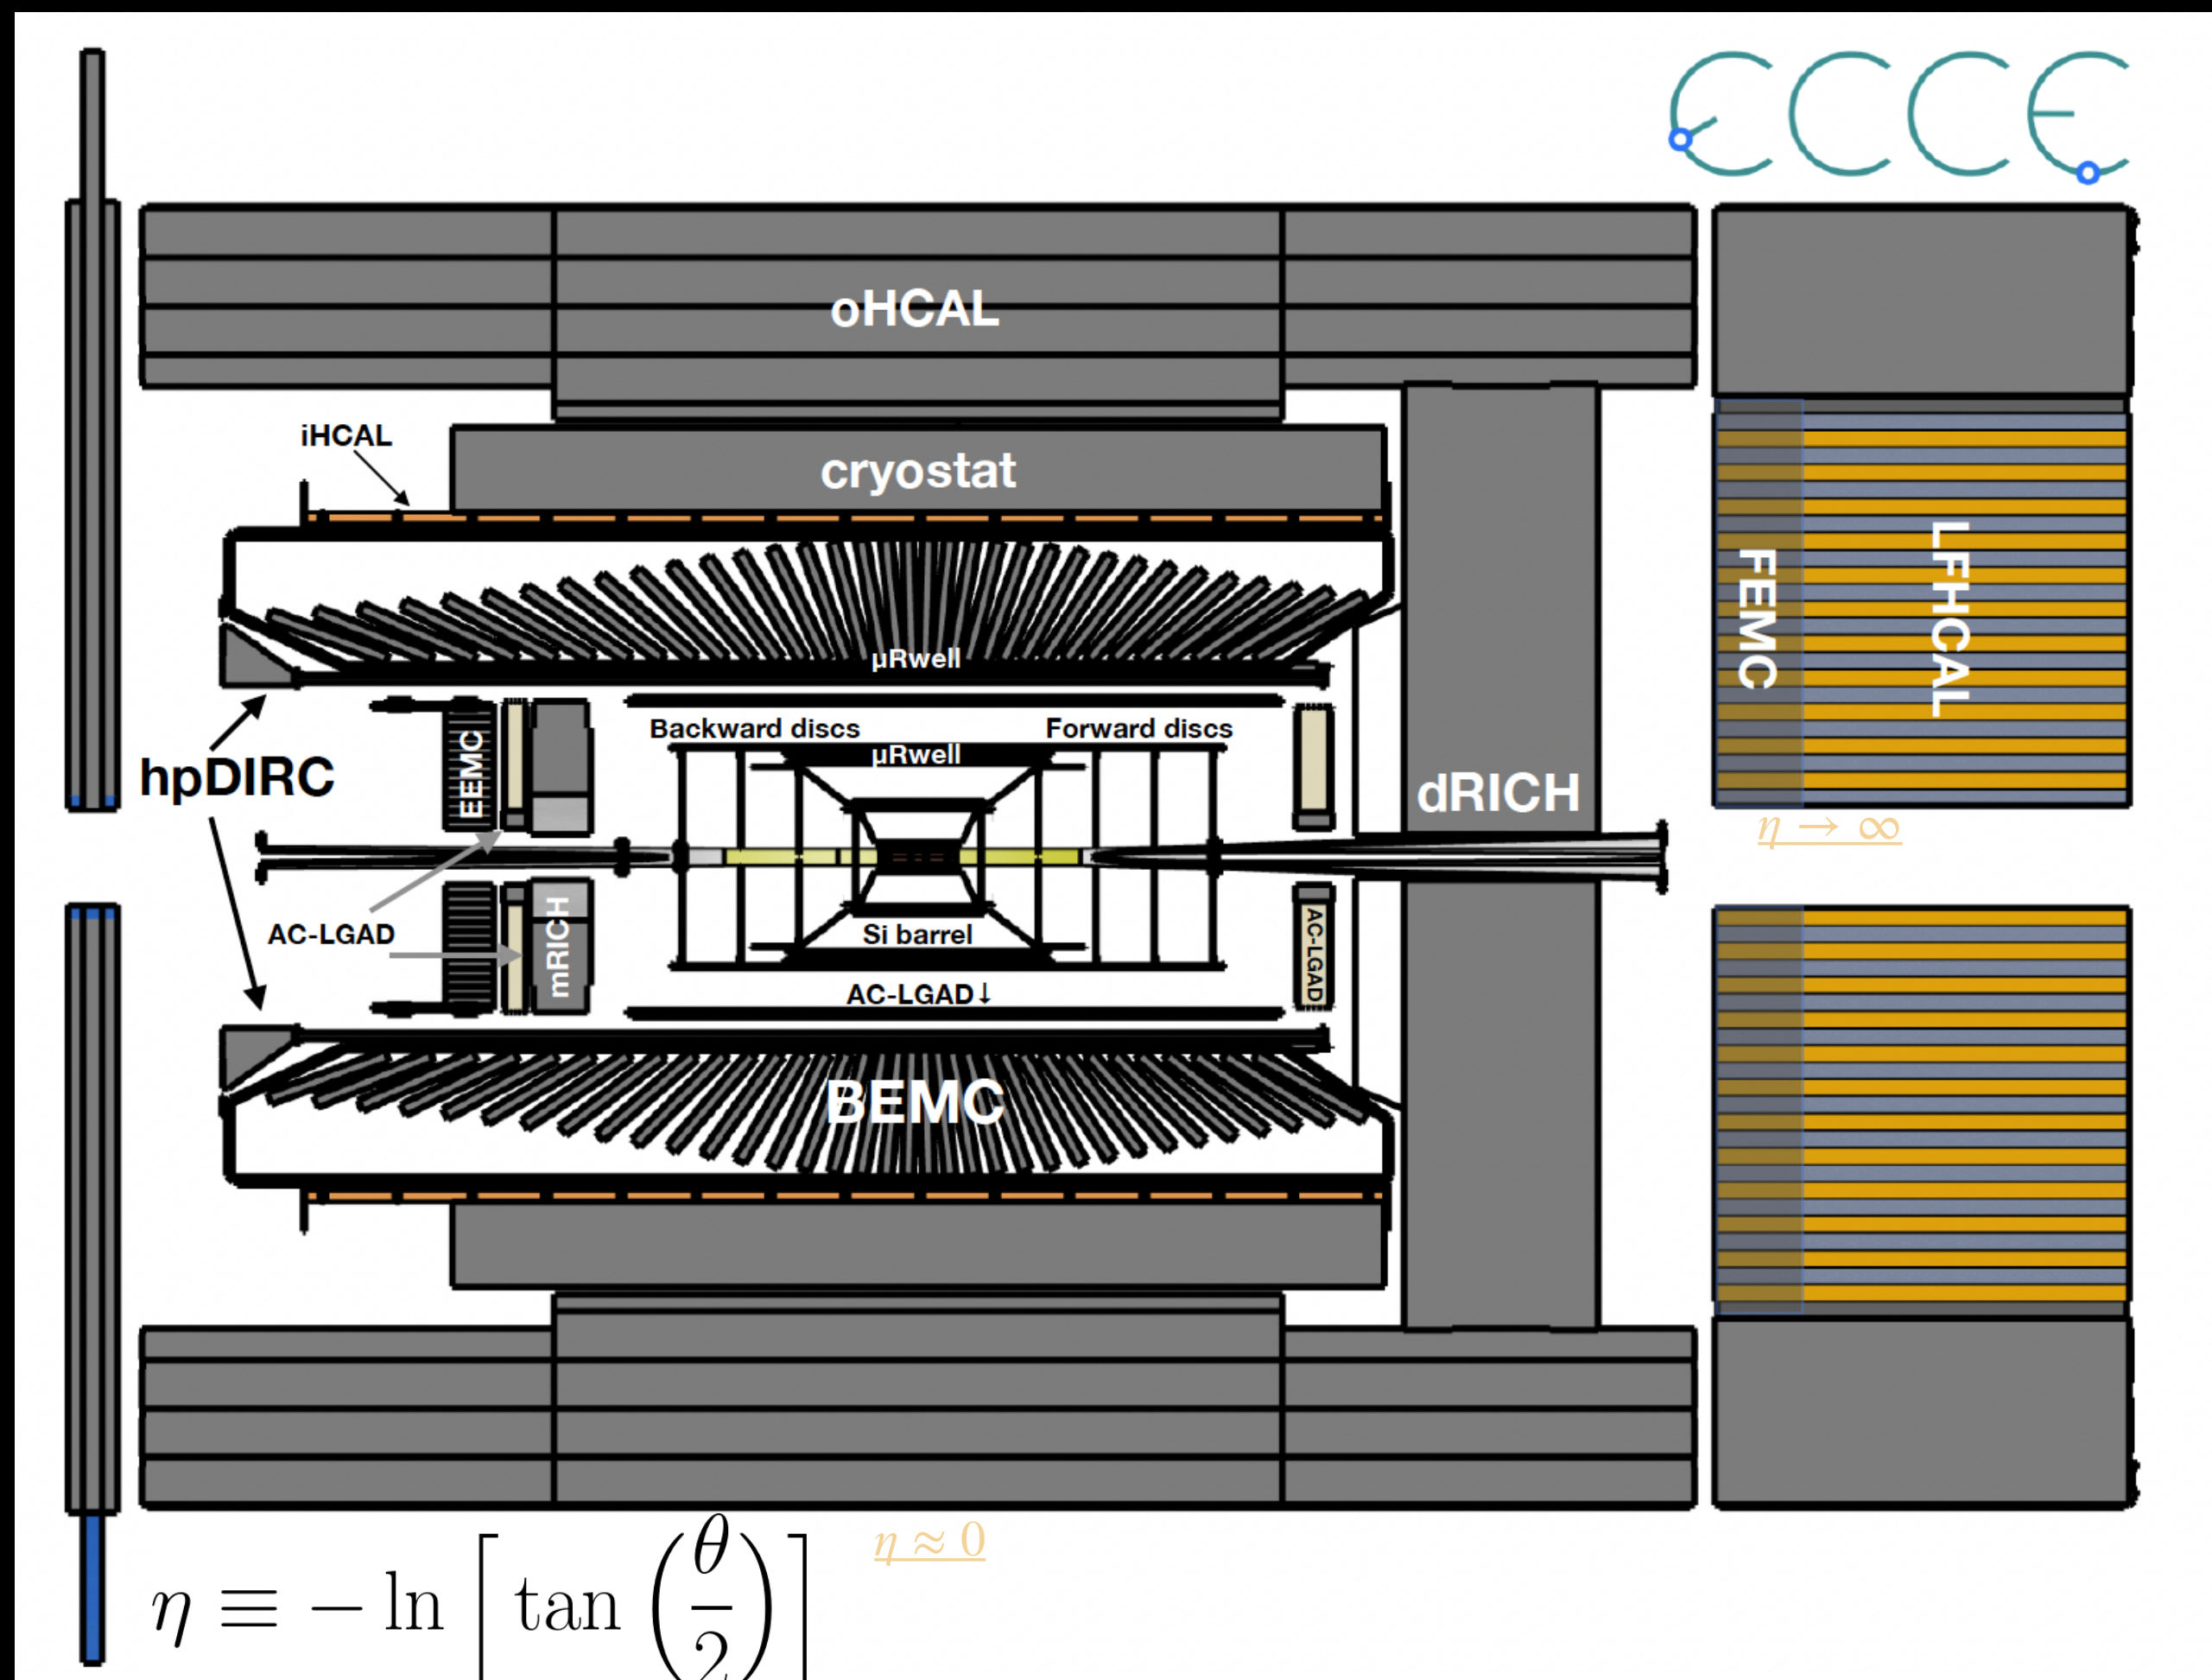 ECCE
oHCAL
iHCAL
cryostat
µRwell
Backward discs
Forward discs
µRwell
EEMC
hpDIRC
dRICH
FEMC
LFHCAL
η → ∞
AC-LGAD
mRICH
Si barrel
AC-LGAD
AC-LGAD↓
BEMC
η ≈ 0
η ≡ − ln [ tan ( θ / 2 ) ]